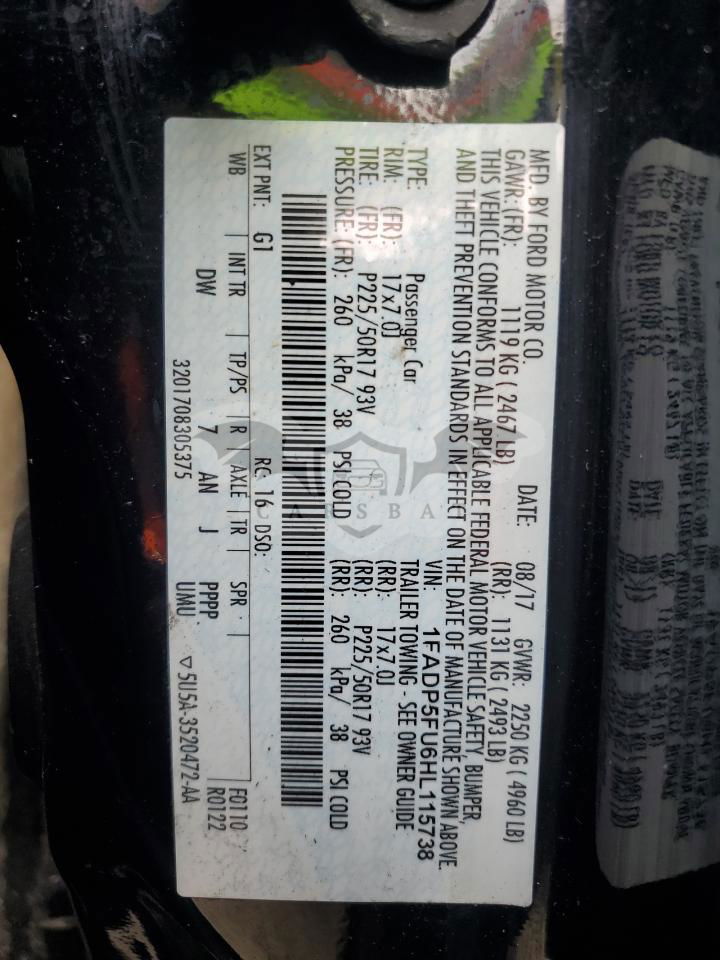 MFD. BY FORD MOTOR CO. DATE: 08/17 GVWR: 2250 KG ( 4960 LB)
GAWR:(FR): 1119 KG ( 2467 LB) (RR): 1131 KG ( 2493 LB)
THIS VEHICLE CONFORMS TO ALL APPLICABLE FEDERAL MOTOR VEHICLE SAFETY, BUMPER,
AND THEFT PREVENTION STANDARDS IN EFFECT ON THE DATE OF MANUFACTURE SHOWN ABOVE.
VIN: 1FADP5FU6HL115738
TYPE: Passenger Car TRAILER TOWING - SEE OWNER GUIDE
RIM: (FR): 17x7.0J (RR): 17x7.0J
TIRE: (FR): P225/50R17 93V (RR): P225/50R17 93V
PRESSURE: (FR): 260 kPa/ 38 PSI COLD (RR): 260 kPa/ 38 PSI COLD
EXT PNT: G1 RC: 16 DSO: F0110
WB INT TR TP/PS R AXLE TR SPR R0122
DW 7 AN J PPPP
UMU ▽5U5A-3520472-AA
3201708305375
ARSBA